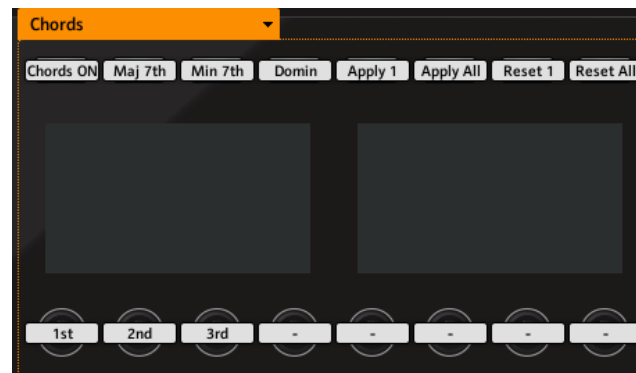 Chords
Chords ON Maj 7th Min 7th Domin Apply 1 Apply All Reset 1 Reset All
1st 2nd 3rd - - - - -